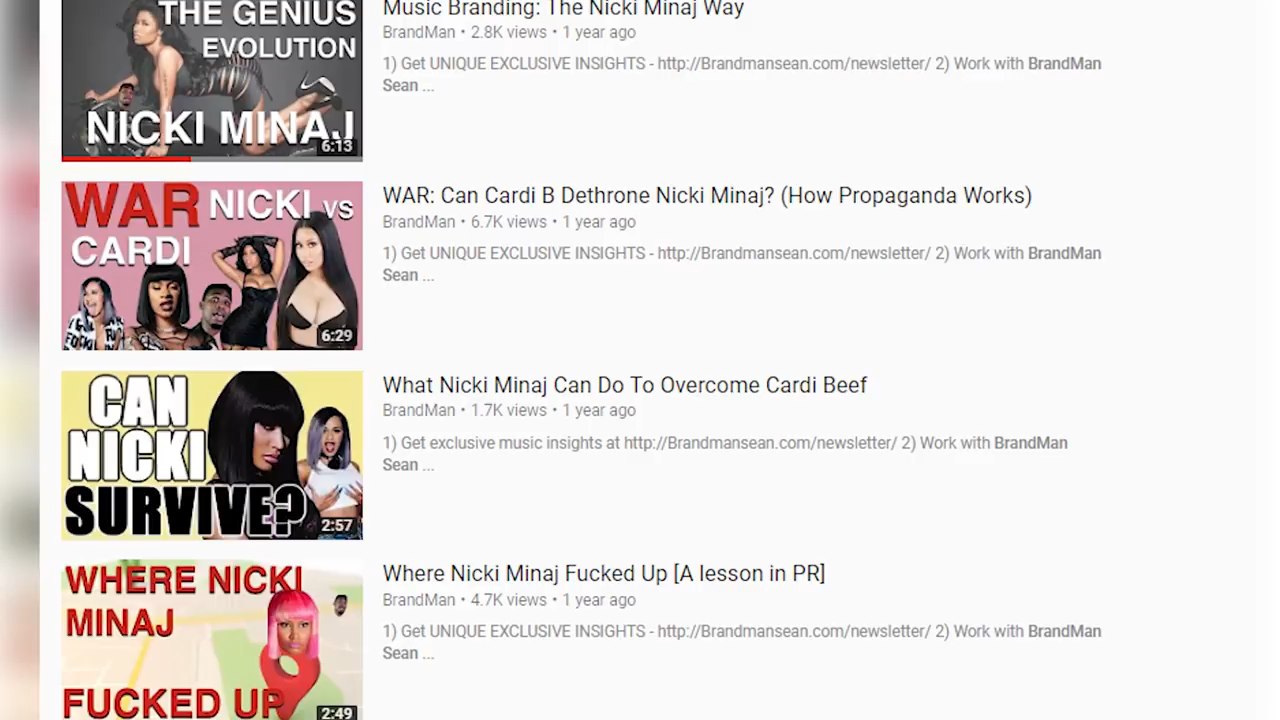 THE GENIUS
EVOLUTION
NICKI MINAJ
6:13
Music Branding: The Nicki Minaj Way
BrandMan • 2.8K views • 1 year ago
1) Get UNIQUE EXCLUSIVE INSIGHTS - http://Brandmansean.com/newsletter/ 2) Work with BrandMan
Sean ...
WAR NICKI VS
CARDI
6:29
WAR: Can Cardi B Dethrone Nicki Minaj? (How Propaganda Works)
BrandMan • 6.7K views • 1 year ago
1) Get UNIQUE EXCLUSIVE INSIGHTS - http://Brandmansean.com/newsletter/ 2) Work with BrandMan
Sean ...
CAN
NICKI
SURVIVE?
2:57
What Nicki Minaj Can Do To Overcome Cardi Beef
BrandMan • 1.7K views • 1 year ago
1) Get exclusive music insights at http://Brandmansean.com/newsletter/ 2) Work with BrandMan
Sean ...
WHERE NICKI
MINAJ
FUCKED UP
2:49
Where Nicki Minaj Fucked Up [A lesson in PR]
BrandMan • 4.7K views • 1 year ago
1) Get UNIQUE EXCLUSIVE INSIGHTS - http://Brandmansean.com/newsletter/ 2) Work with BrandMan
Sean ...